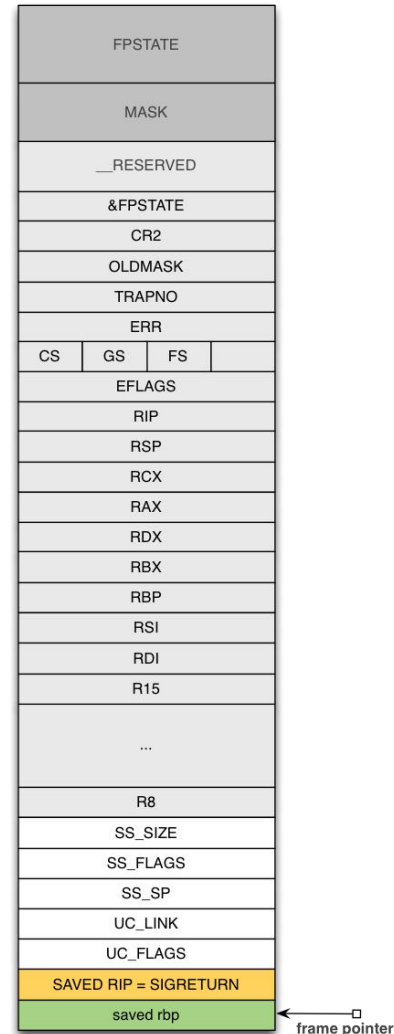 FPSTATE
MASK
__RESERVED
&FPSTATE
CR2
OLDMASK
TRAPNO
ERR
CS GS FS
EFLAGS
RIP
RSP
RCX
RAX
RDX
RBX
RBP
RSI
RDI
R15
...
R8
SS_SIZE
SS_FLAGS
SS_SP
UC_LINK
UC_FLAGS
SAVED RIP = SIGRETURN
saved rbp
frame pointer